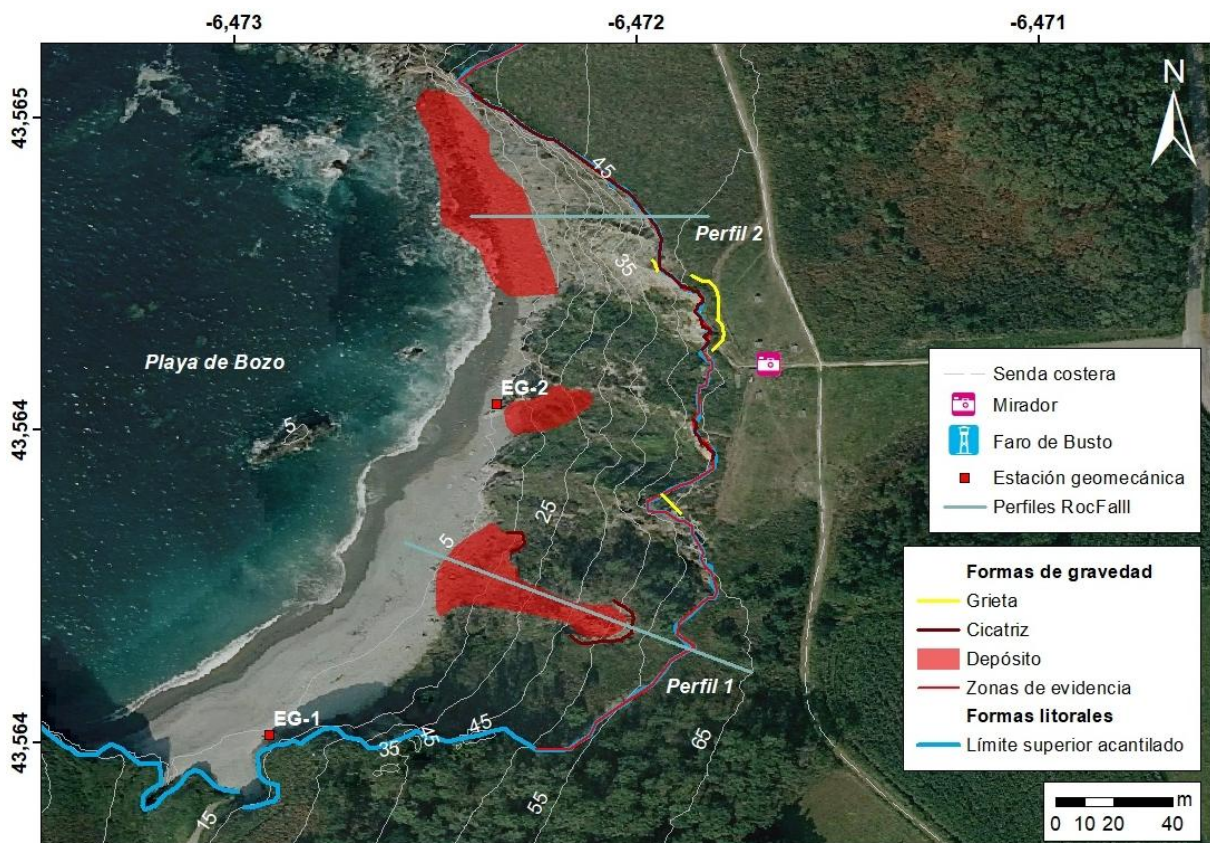 -6,473
-6,472
-6,471
43,565
43,564
43,564
N
45
Perfil 2
35
Playa de Bozo
5
EG-2
25
5
Perfil 1
EG-1
35
45
45
65
55
15
Senda costera
Mirador
Faro de Busto
Estación geomecánica
Perfiles RocFalll
Formas de gravedad
Grieta
Cicatriz
Depósito
Zonas de evidencia
Formas litorales
Límite superior acantilado
m
0 10 20 40